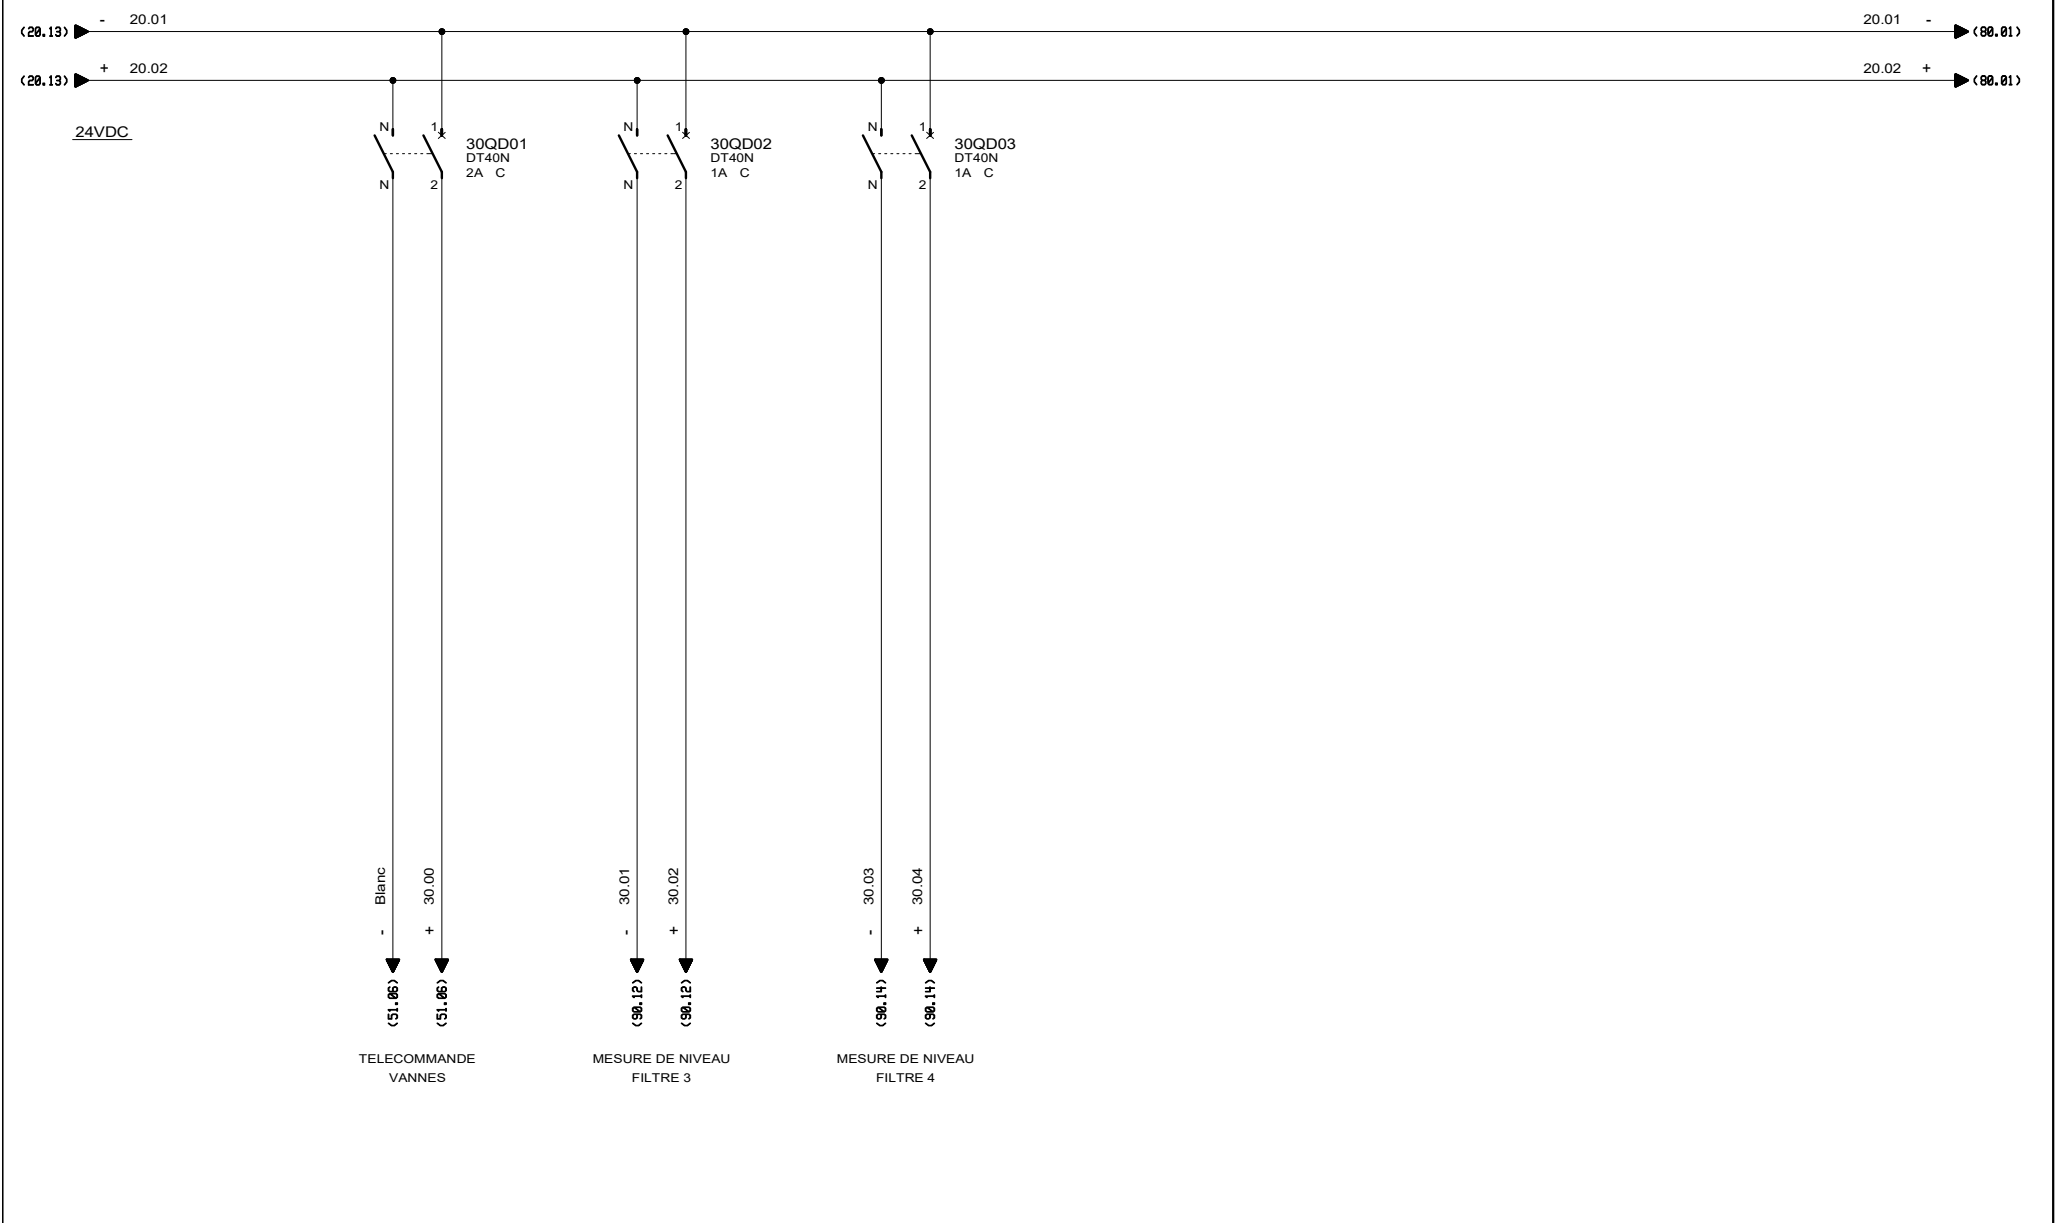 - 20.01
20.01 -
(20.13)
(80.01)
+ 20.02
20.02 +
(20.13)
(80.01)
24VDC
N 1
30QD01
DT40N
2A C
N 2
N 1
30QD02
DT40N
1A C
N 2
N 1
30QD03
DT40N
1A C
N 2
- Blanc
+ 30.00
- 30.01
+ 30.02
- 30.03
+ 30.04
(51.06)
(51.06)
(90.12)
(90.12)
(90.14)
(90.14)
TELECOMMANDE
VANNES
MESURE DE NIVEAU
FILTRE 3
MESURE DE NIVEAU
FILTRE 4